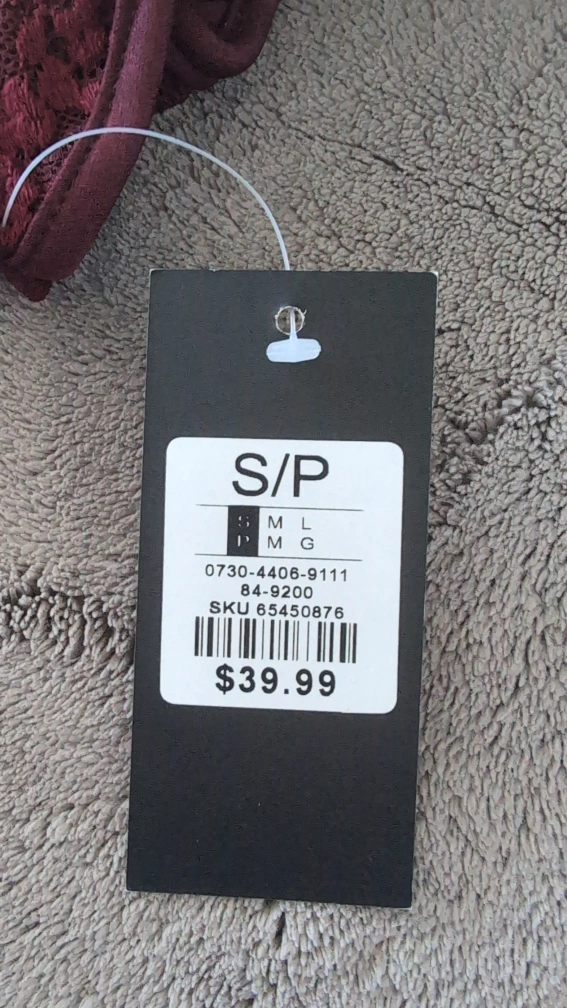 S/P
S M L
P M G
0730-4406-9111
84-9200
SKU 65450876
$39.99